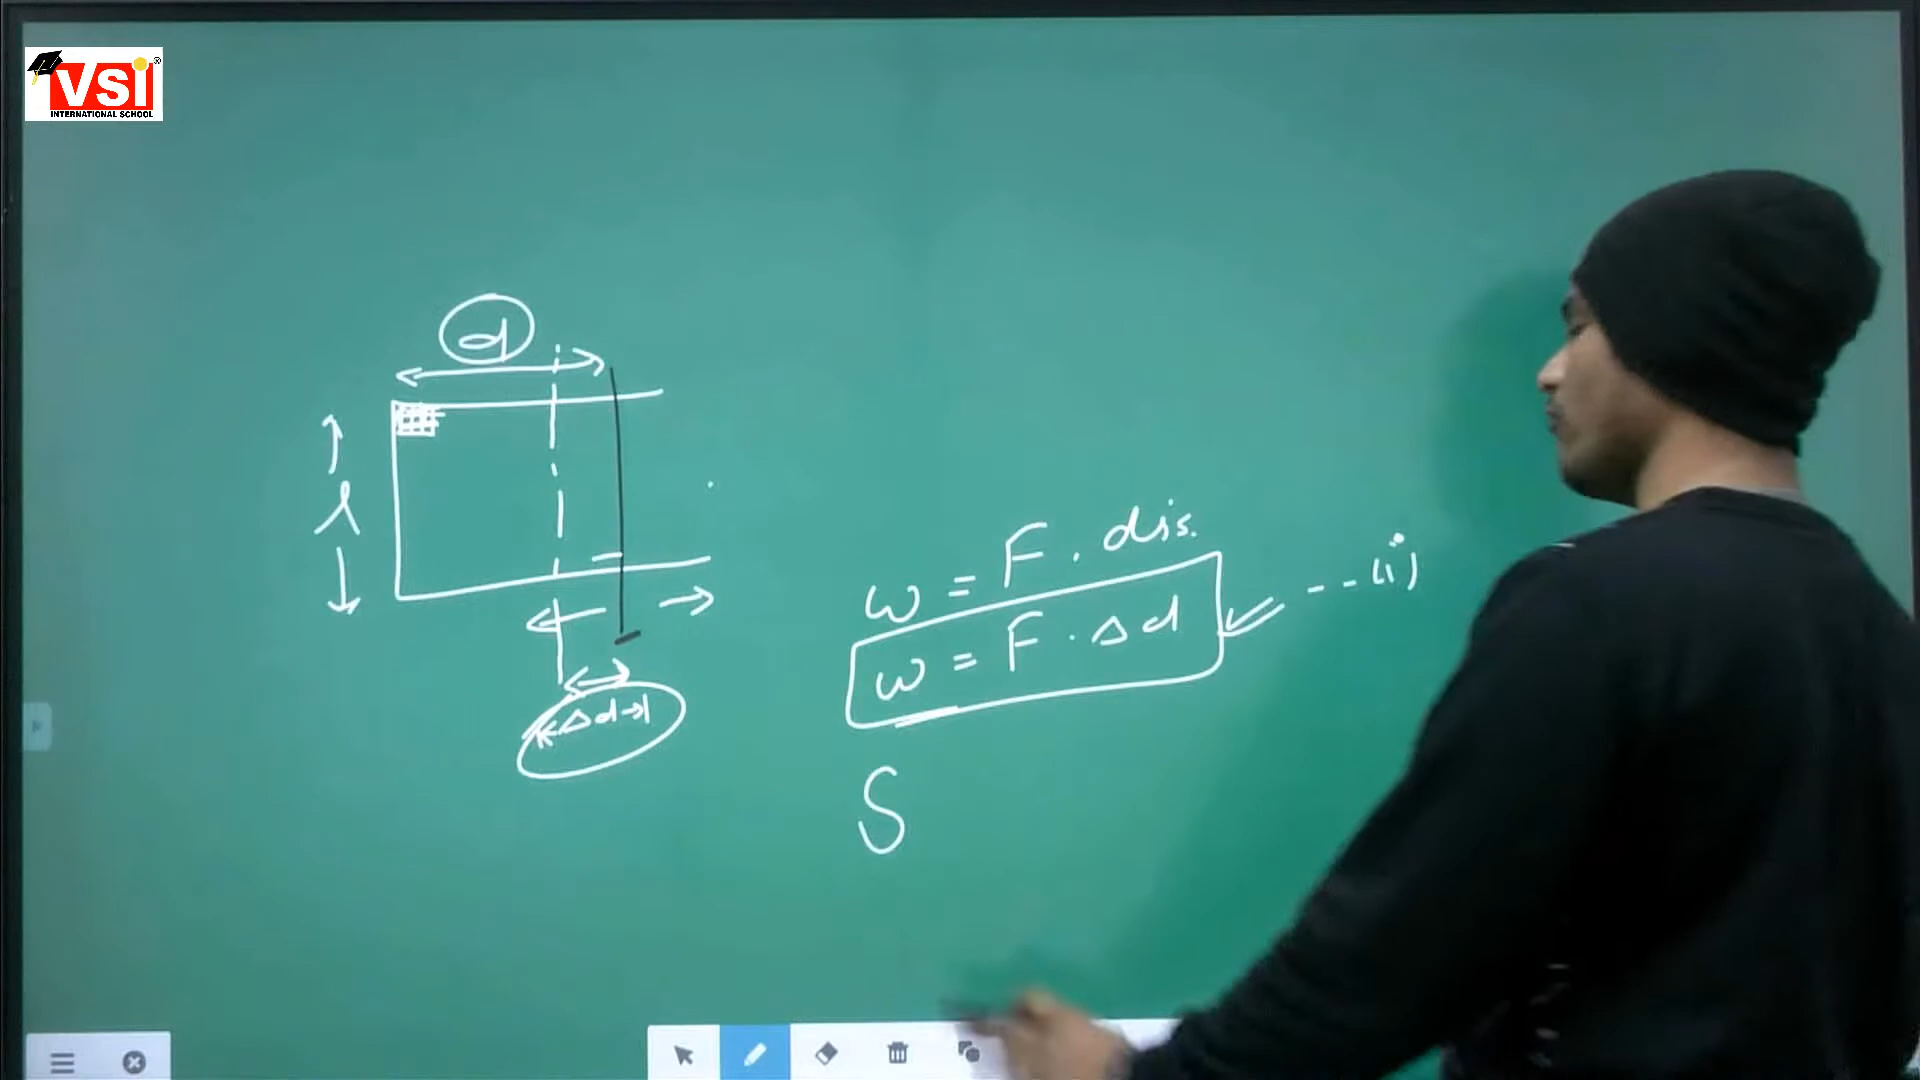 VSI
INTERNATIONAL SCHOOL
d
l
Δd
W = F . dis.
W = F . Δd --(i)
S